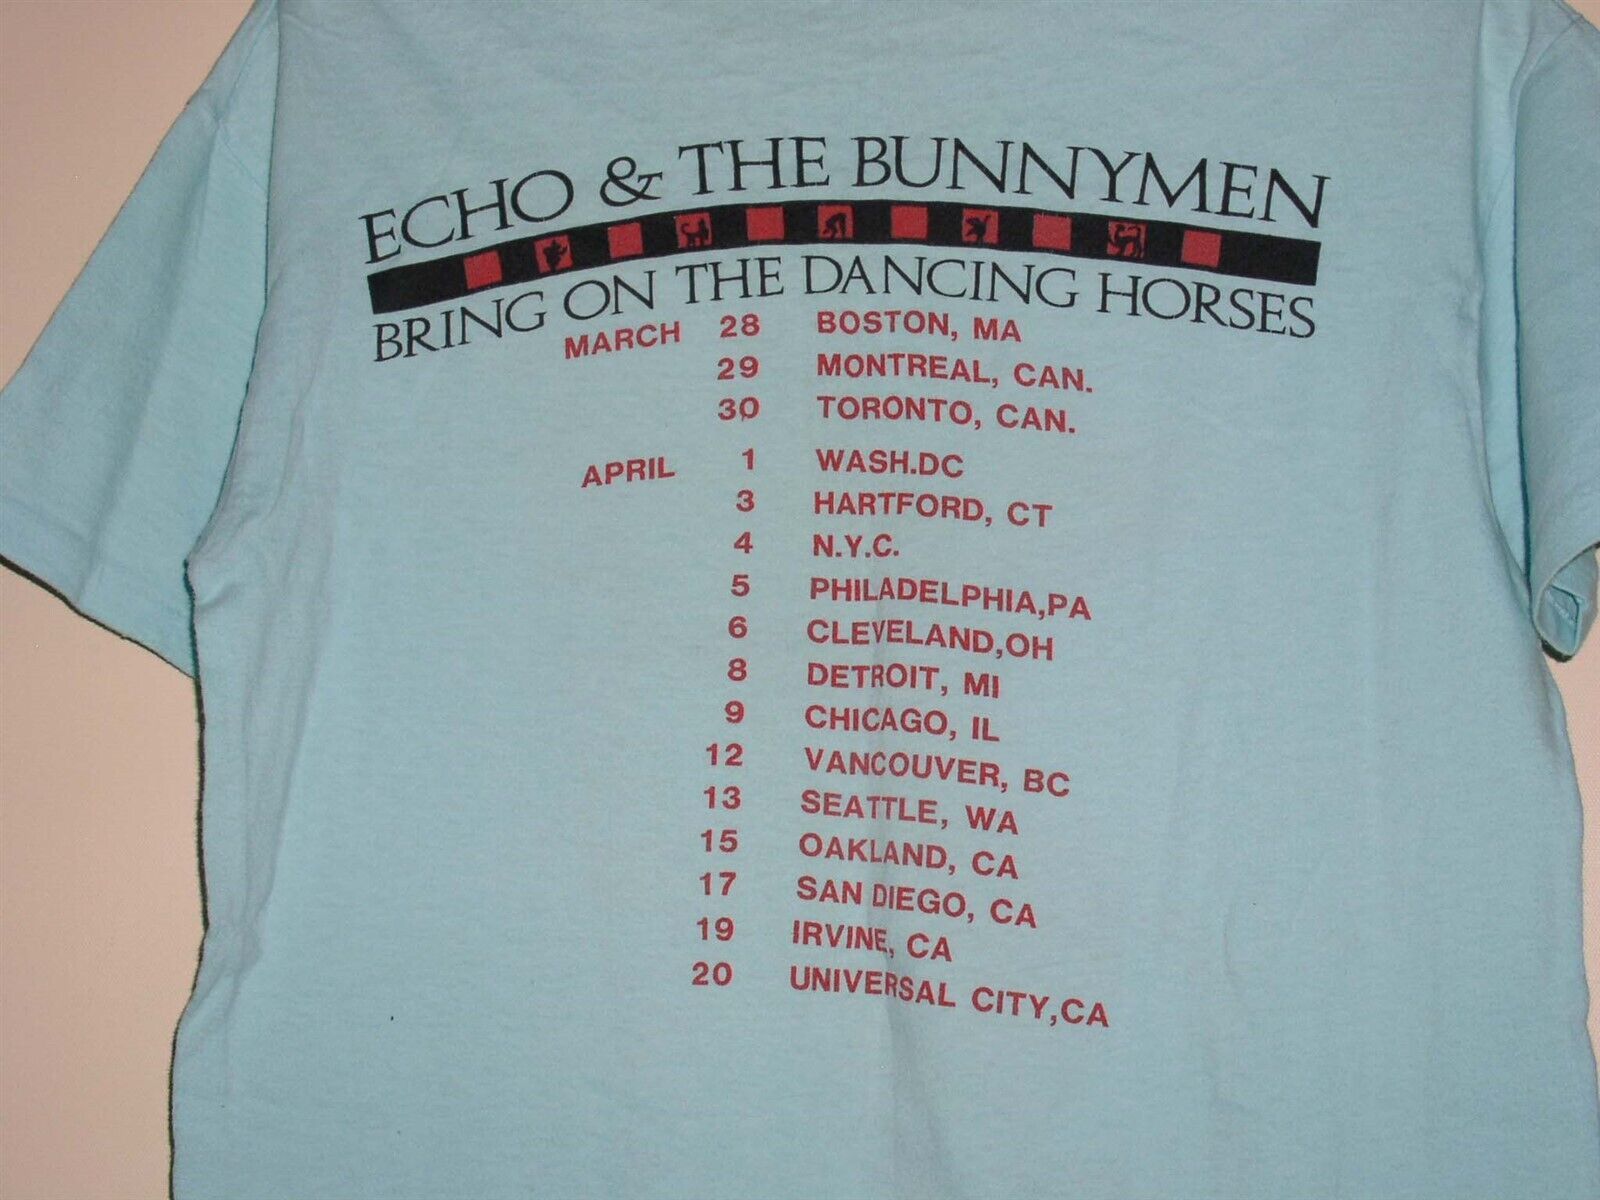 ECHO & THE BUNNYMEN
BRING ON THE DANCING HORSES
MARCH 28 BOSTON, MA
29 MONTREAL, CAN.
30 TORONTO, CAN.
APRIL 1 WASH.DC
3 HARTFORD, CT
4 N.Y.C.
5 PHILADELPHIA,PA
6 CLEVELAND,OH
8 DETROIT, MI
9 CHICAGO, IL
12 VANCOUVER, BC
13 SEATTLE, WA
15 OAKLAND, CA
17 SAN DIEGO, CA
19 IRVINE, CA
20 UNIVERSAL CITY,CA